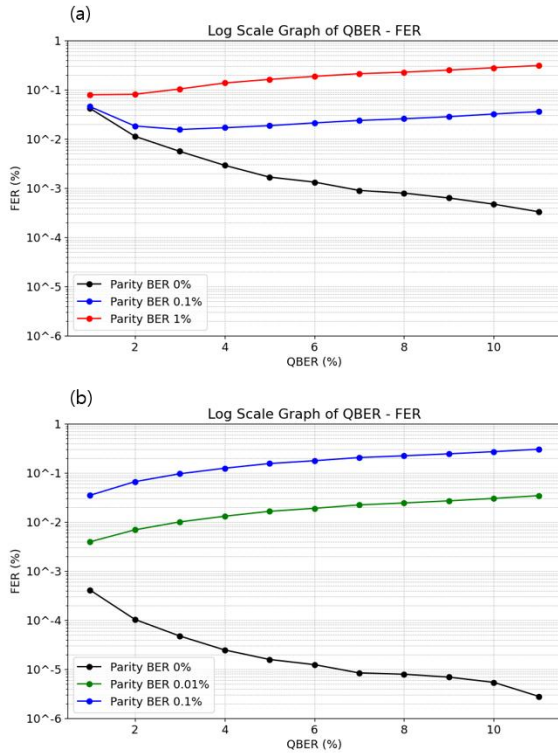 (a)
Log Scale Graph of QBER - FER
1
10^-1
10^-2
10^-3
10^-4
10^-5
10^-6
FER (%)
Parity BER 0%
Parity BER 0.1%
Parity BER 1%
2
4
6
8
10
QBER (%)
(b)
Log Scale Graph of QBER - FER
1
10^-1
10^-2
10^-3
10^-4
10^-5
10^-6
FER (%)
Parity BER 0%
Parity BER 0.01%
Parity BER 0.1%
2
4
6
8
10
QBER (%)